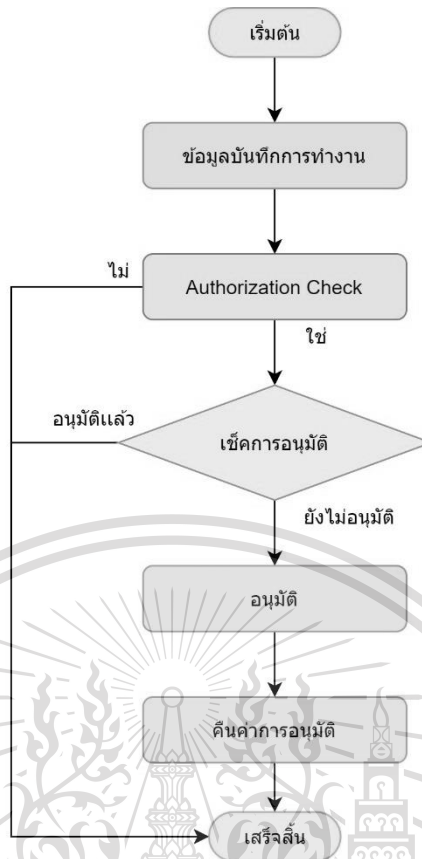 เริ่มต้น
ข้อมูลบันทึกการทำงาน
ไม่
Authorization Check
ใช่
อนุมัติแล้ว
เช็คการอนุมัติ
ยังไม่อนุมัติ
อนุมัติ
คืนค่าการอนุมัติ
เสร็จสิ้น